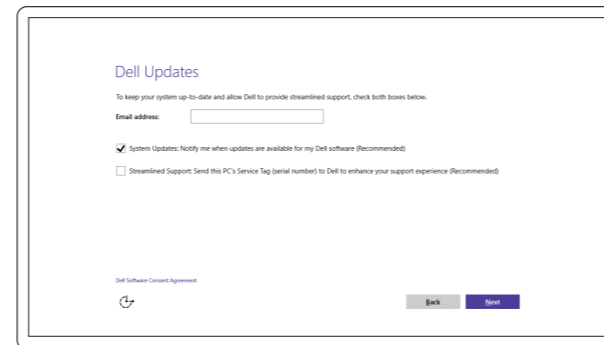 Dell Updates
To keep your system up-to-date and allow Dell to provide streamlined support, check both boxes below.
Email address:
System Updates: Notify me when updates are available for my Dell software (Recommended)
Streamlined Support: Send this PC's Service Tag (serial number) to Dell to enhance your support experience (Recommended)
Dell Software Consent Agreement
Back Next